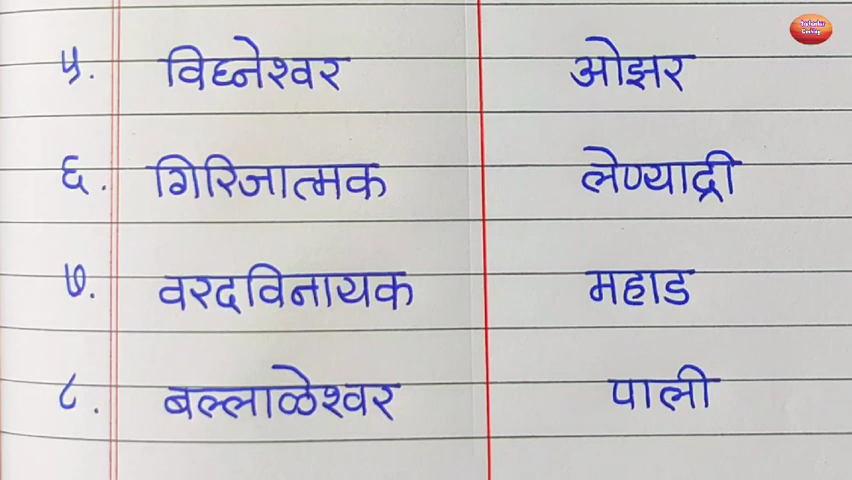 ५. विघ्नेश्वर ओझर
६. गिरिजात्मक लेण्याद्री
७. वरदविनायक महाड
८. बल्लाळेश्वर पाली